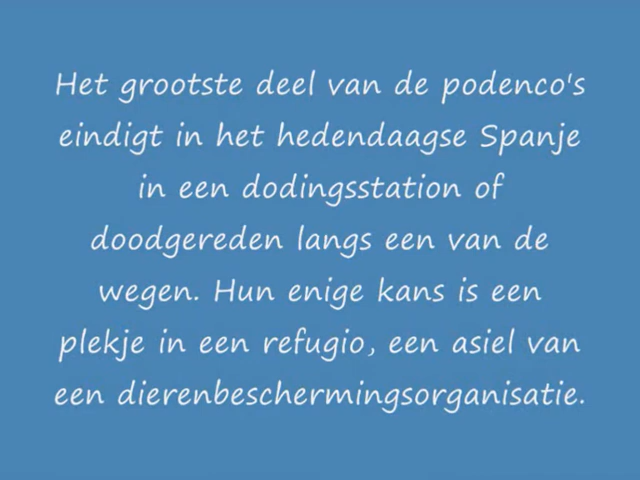 Het grootste deel van de podenco's
eindigt in het hedendaagse Spanje
in een dodingsstation of
doodgereden langs een van de
wegen. Hun enige kans is een
plekje in een refugio, een asiel van
een dierenbeschermingsorganisatie.